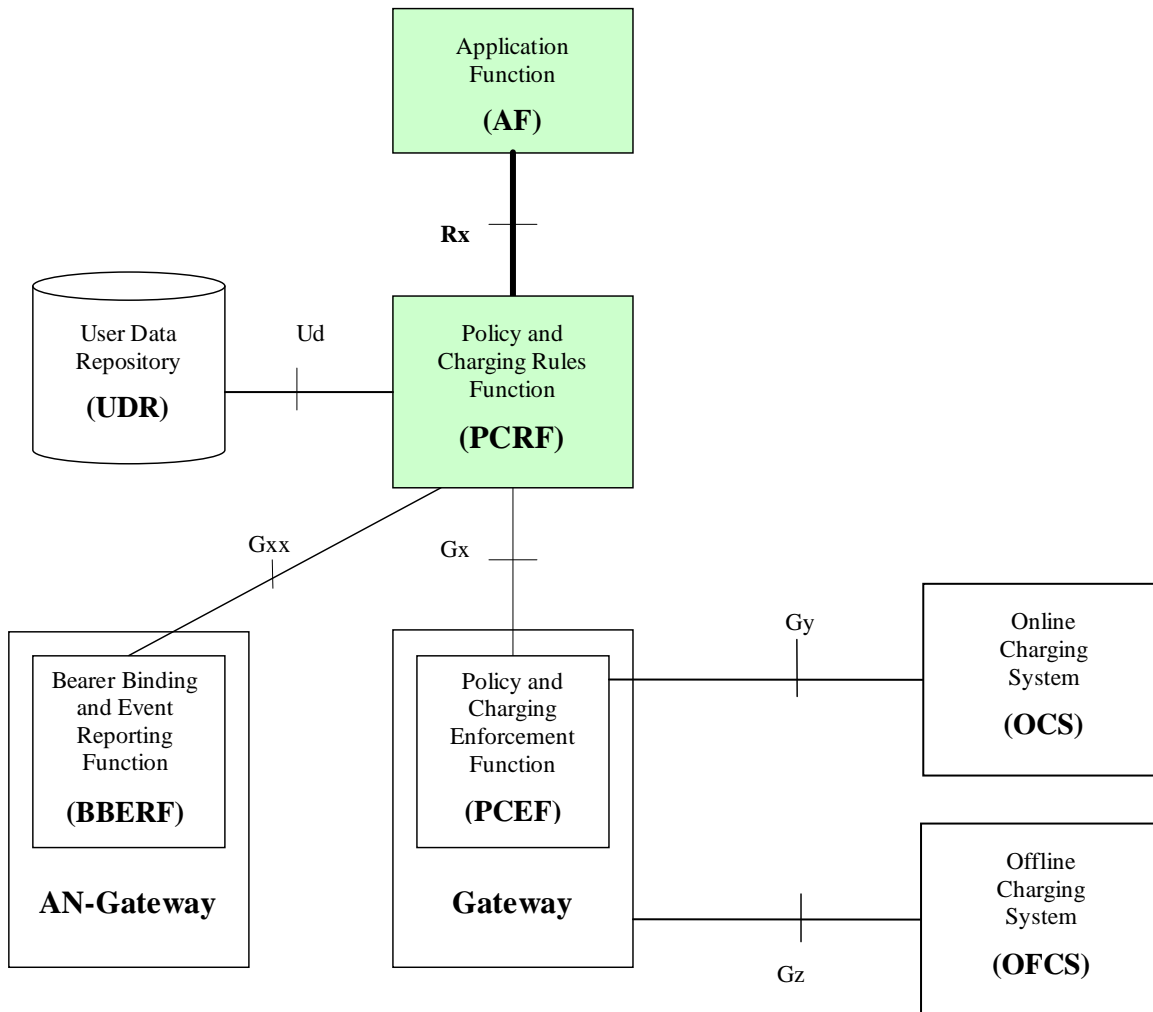 Application
Function
(AF)
Rx
User Data
Repository
(UDR)
Ud
Policy and
Charging Rules
Function
(PCRF)
Gxx
Gx
Bearer Binding
and Event
Reporting
Function
(BBERF)
AN-Gateway
Policy and
Charging
Enforcement
Function
(PCEF)
Gateway
Gy
Online
Charging
System
(OCS)
Gz
Offline
Charging
System
(OFCS)